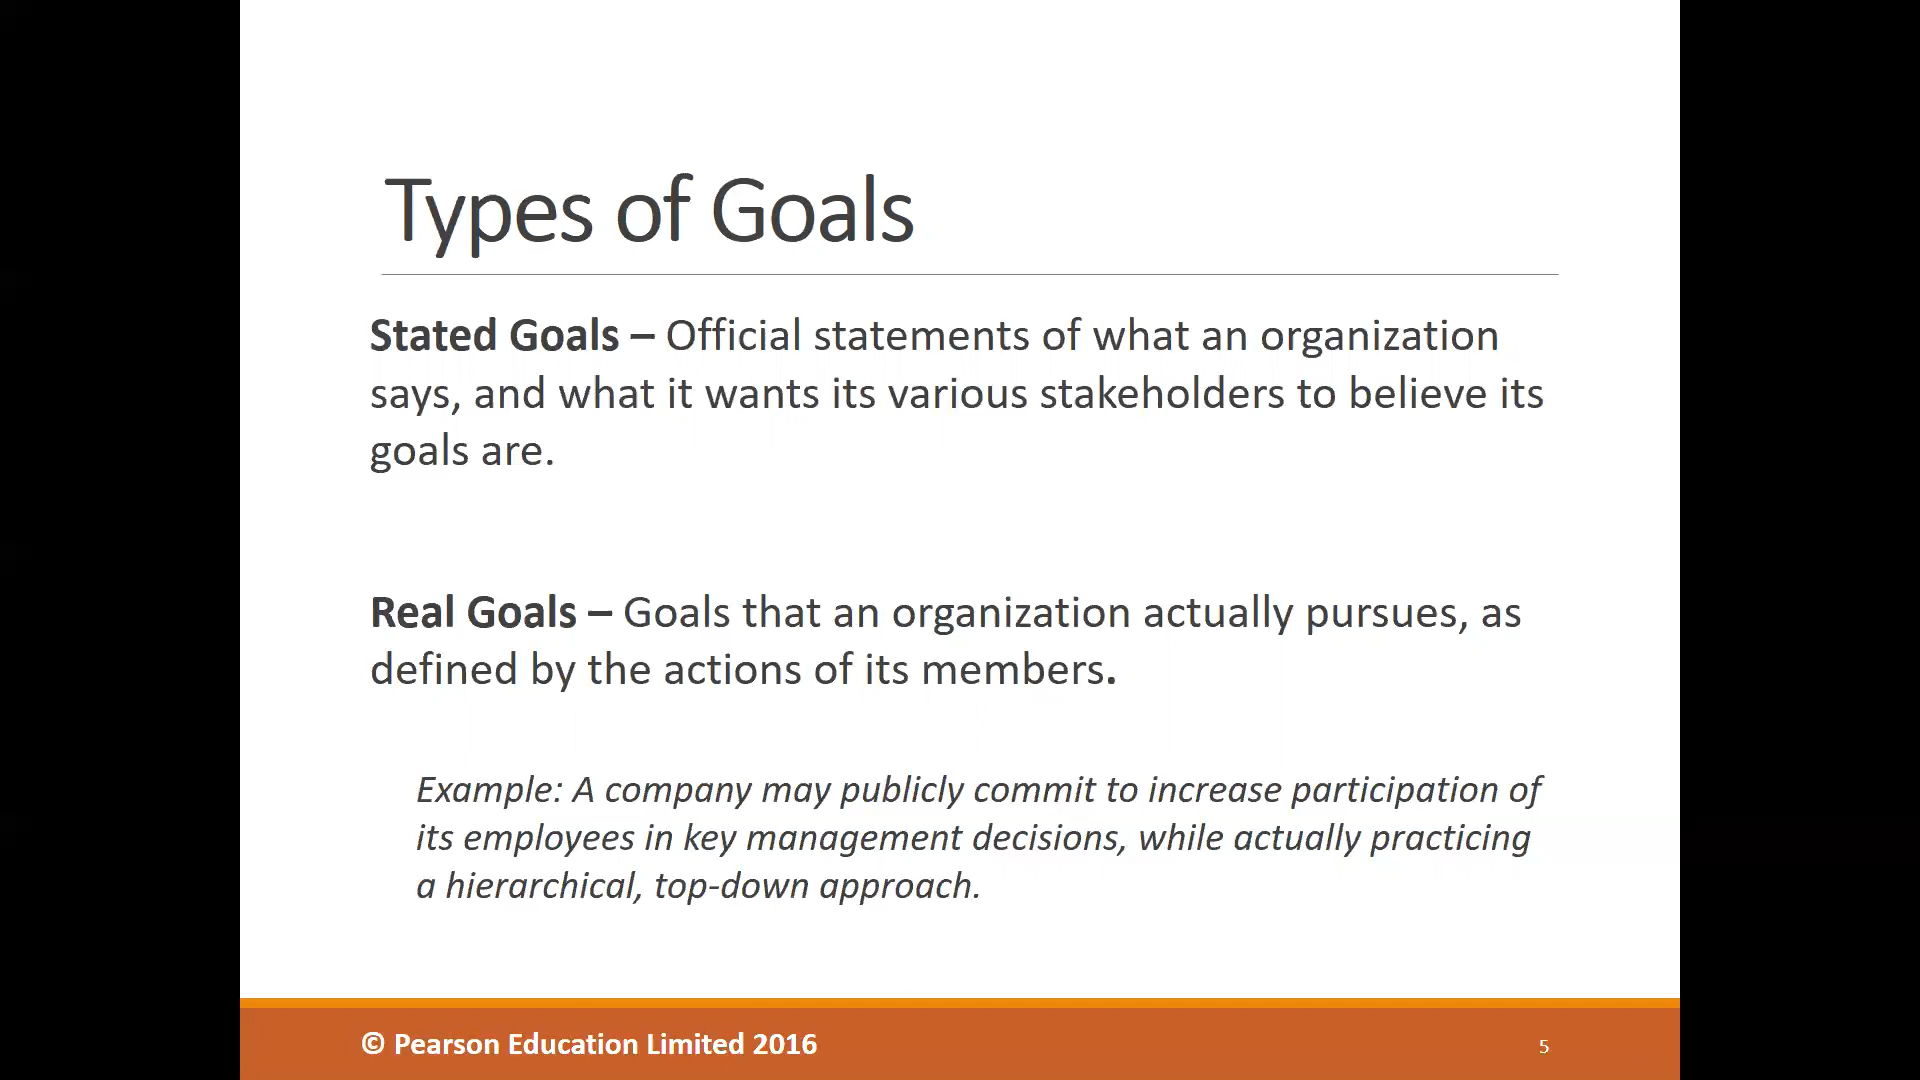 Types of Goals
Stated Goals – Official statements of what an organization
says, and what it wants its various stakeholders to believe its
goals are.
Real Goals – Goals that an organization actually pursues, as
defined by the actions of its members.
Example: A company may publicly commit to increase participation of
its employees in key management decisions, while actually practicing
a hierarchical, top-down approach.
© Pearson Education Limited 2016
5